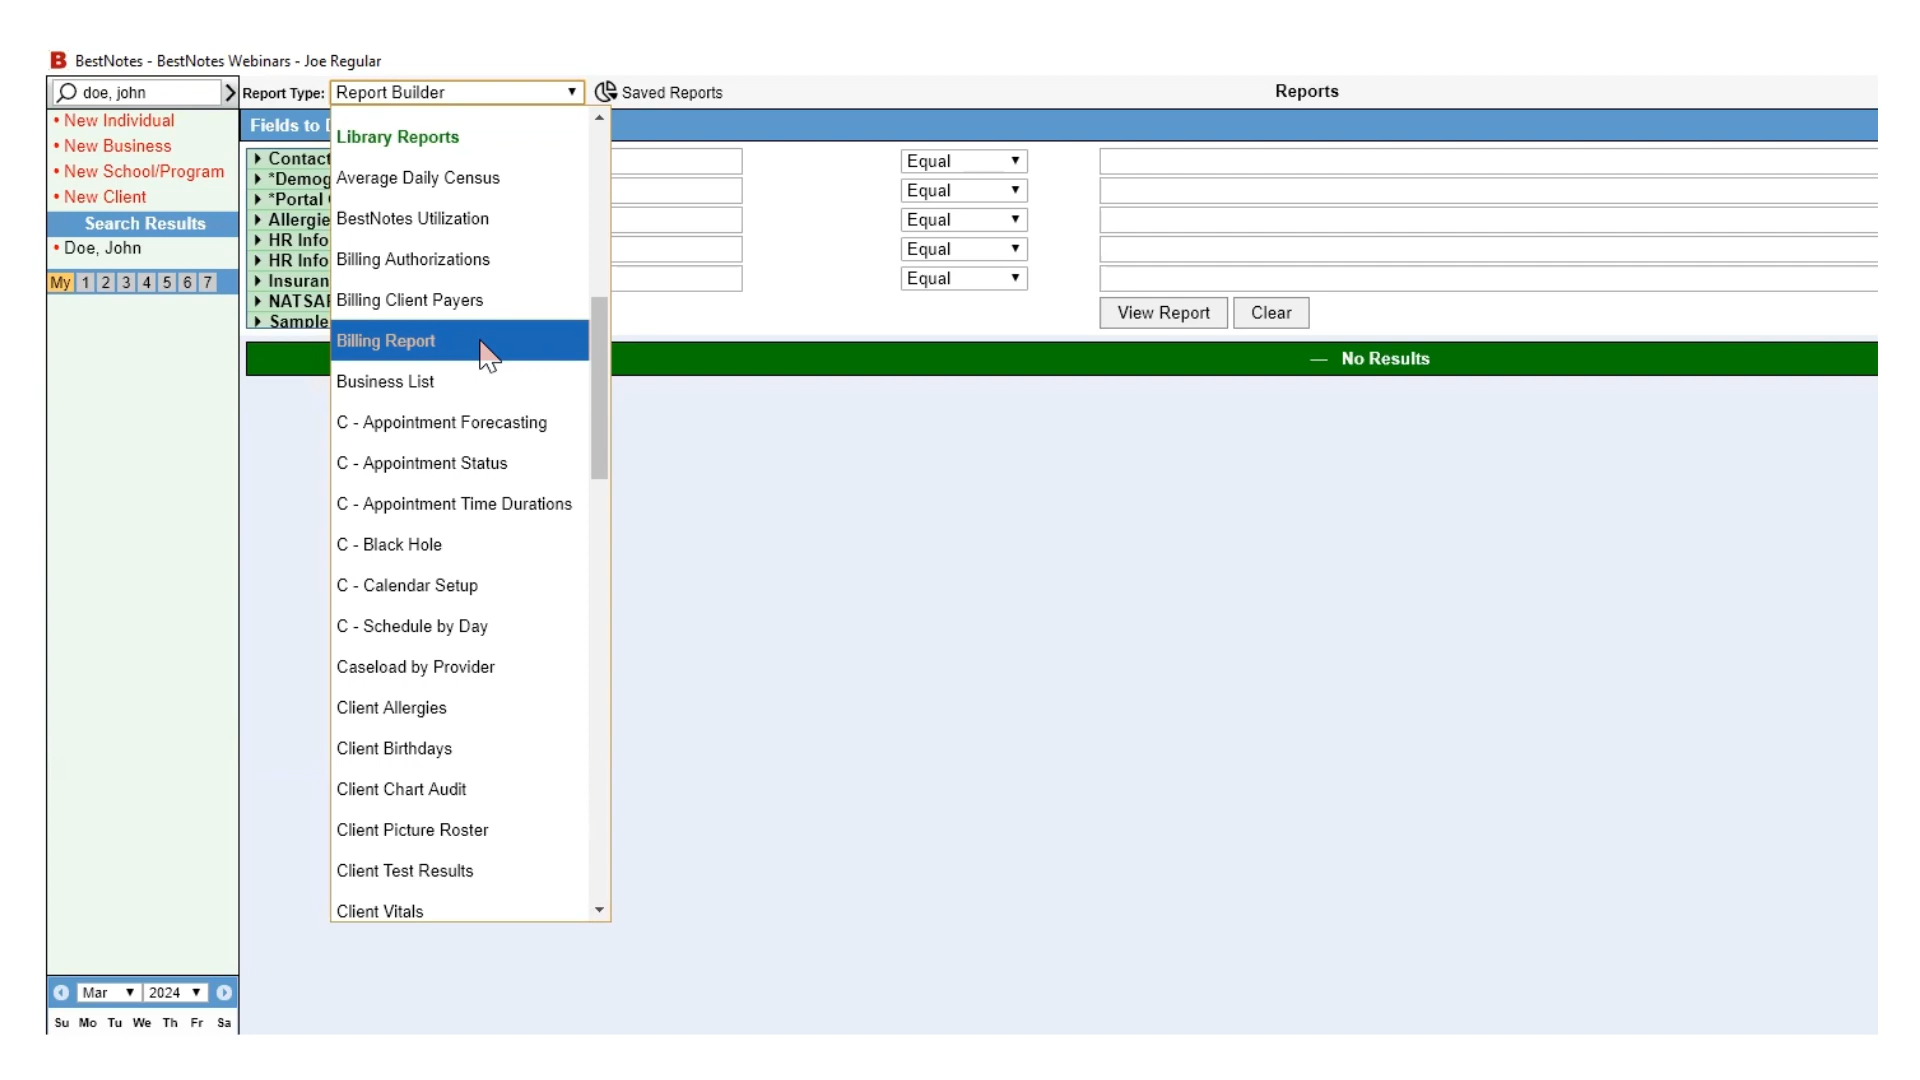 B BestNotes - BestNotes Webinars - Joe Regular
doe, john
Report Type: Report Builder
Saved Reports
Reports
• New Individual
• New Business
• New School/Program
• New Client
Search Results
• Doe, John
My 1 2 3 4 5 6 7
Fields to
Contact
*Demog
*Portal
Allergie
HR Info
HR Info
Insuran
NATSA
Sample
Library Reports
Average Daily Census
BestNotes Utilization
Billing Authorizations
Billing Client Payers
Billing Report
Business List
C - Appointment Forecasting
C - Appointment Status
C - Appointment Time Durations
C - Black Hole
C - Calendar Setup
C - Schedule by Day
Caseload by Provider
Client Allergies
Client Birthdays
Client Chart Audit
Client Picture Roster
Client Test Results
Client Vitals
Equal
Equal
Equal
Equal
Equal
View Report Clear
— No Results
Mar 2024
Su Mo Tu We Th Fr Sa